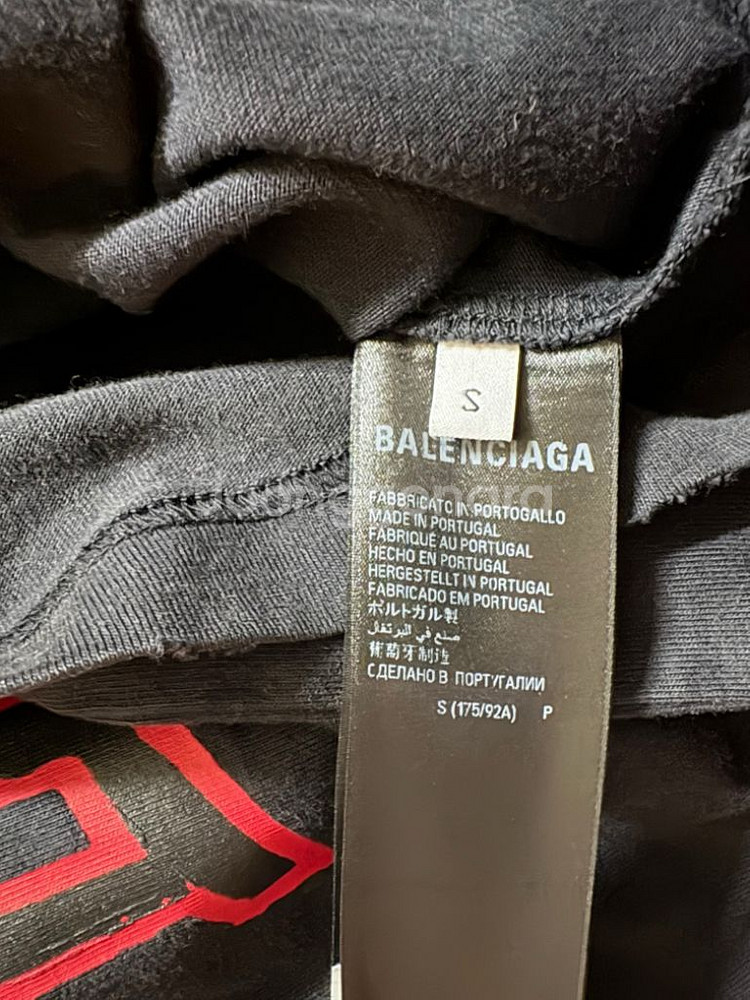 S
BALENCIAGA
FABBRICATO IN PORTOGALLO
MADE IN PORTUGAL
FABRIQUÉ AU PORTUGAL
HECHO EN PORTUGAL
HERGESTELLT IN PORTUGAL
FABRICADO EM PORTUGAL
ポルトガル製
صنع في البرتغال
葡萄牙制造
СДЕЛАНО В ПОРТУГАЛИИ
S (175/92A) P